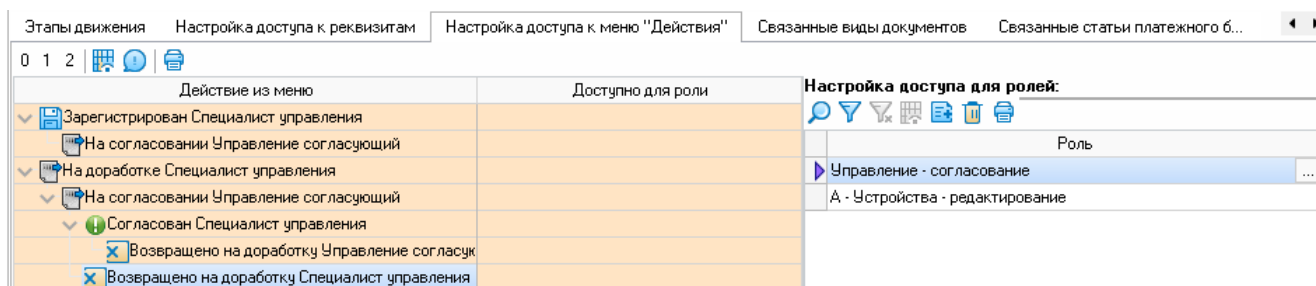 Этапы движения Настройка доступа к реквизитам Настройка доступа к меню "Действия" Связанные виды документов Связанные статьи платежного б...
0 1 2
Действие из меню Доступно для роли
Зарегистрирован Специалист управления
На согласовании Управление согласующий
На доработке Специалист управления
На согласовании Управление согласующий
Согласован Специалист управления
Возвращено на доработку Управление согласук
Возвращено на доработку Специалист управления
Настройка доступа для ролей:
Роль
Управление - согласование ...
А - Устройства - редактирование